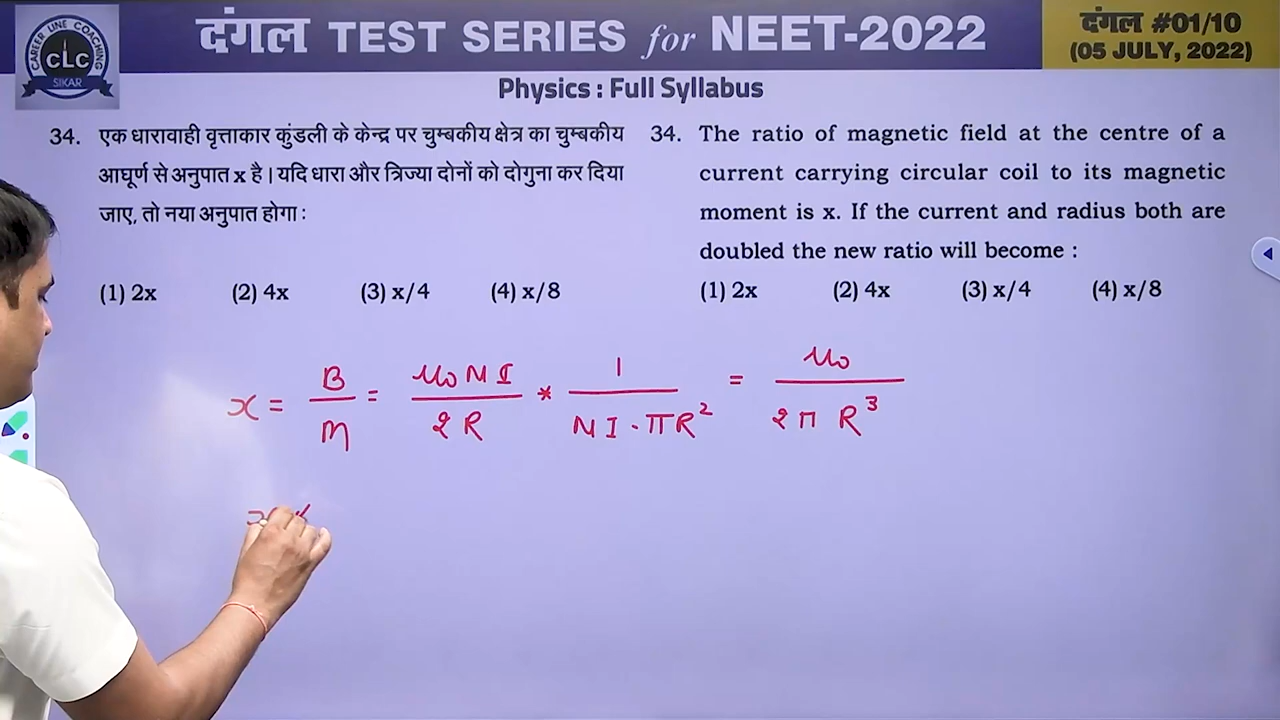 CAREER LINE COACHING
CLC
SIKAR
दंगल TEST SERIES for NEET-2022
दंगल #01/10
(05 JULY, 2022)
Physics : Full Syllabus
34. एक धारावाही वृत्ताकार कुंडली के केन्द्र पर चुम्बकीय क्षेत्र का चुम्बकीय
आघूर्ण से अनुपात x है। यदि धारा और त्रिज्या दोनों को दोगुना कर दिया
जाए, तो नया अनुपात होगा :
(1) 2x (2) 4x (3) x/4 (4) x/8
34. The ratio of magnetic field at the centre of a
current carrying circular coil to its magnetic
moment is x. If the current and radius both are
doubled the new ratio will become :
(1) 2x (2) 4x (3) x/4 (4) x/8
x = B/M = μ₀NI/2R * 1/NI·πR² = μ₀/2πR³